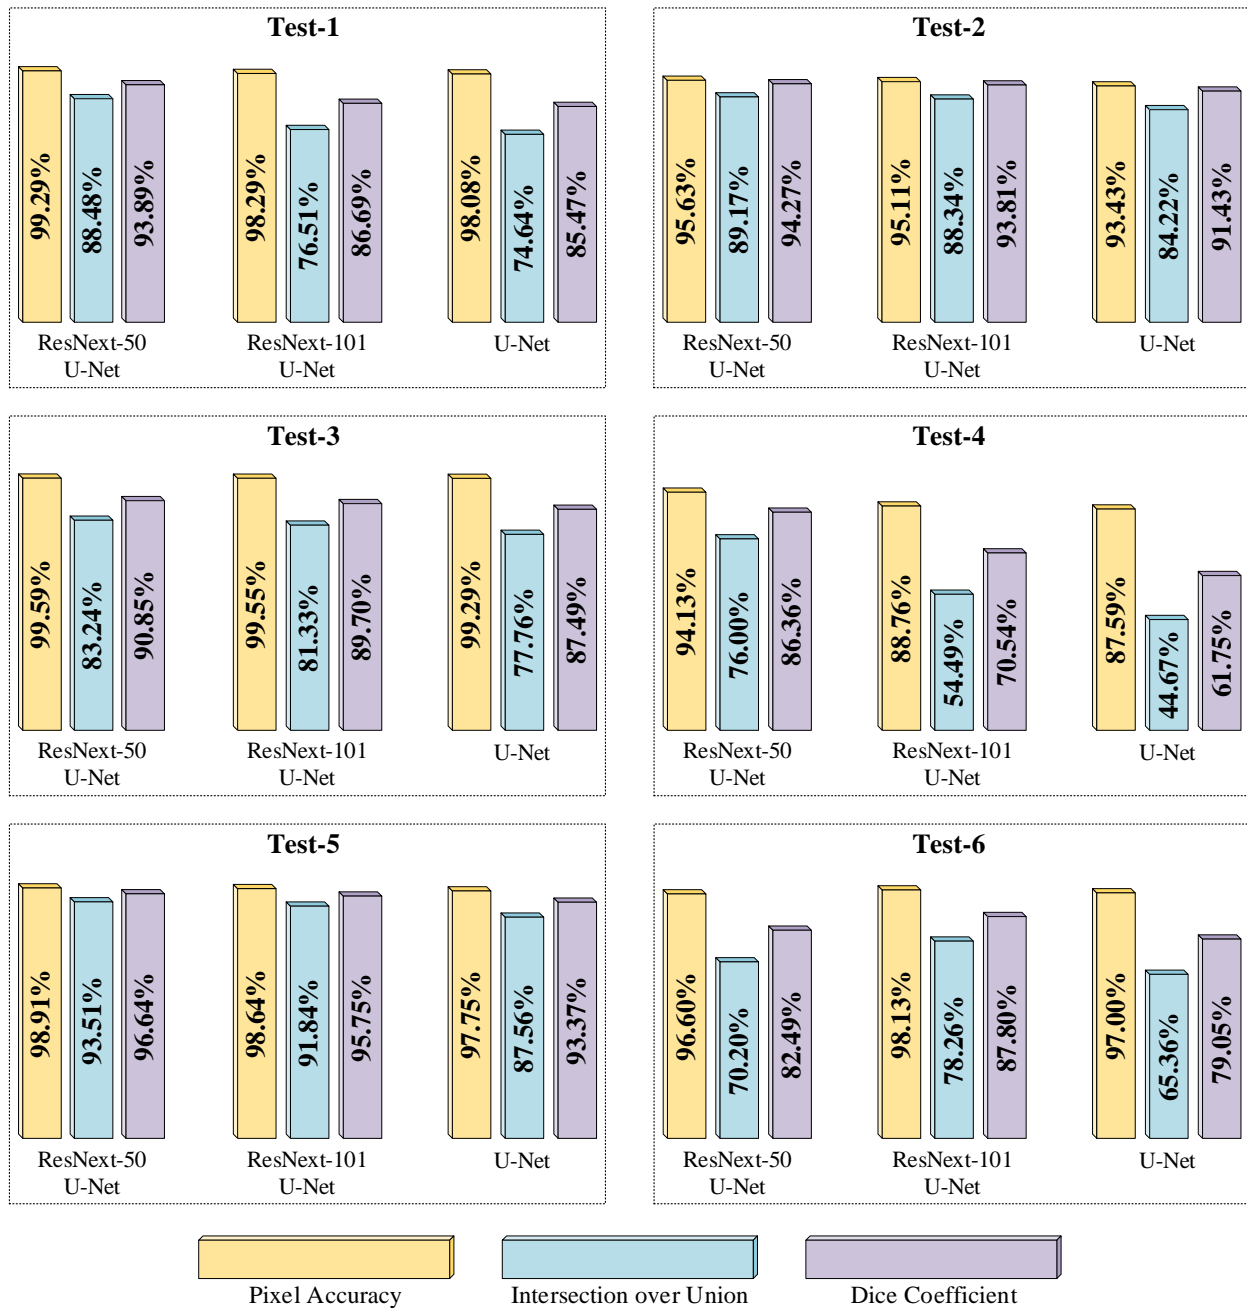 Test-1
99.29%
88.48%
93.89%
98.29%
76.51%
86.69%
98.08%
74.64%
85.47%
ResNext-50
U-Net
ResNext-101
U-Net
U-Net
Test-2
95.63%
89.17%
94.27%
95.11%
88.34%
93.81%
93.43%
84.22%
91.43%
ResNext-50
U-Net
ResNext-101
U-Net
U-Net
Test-3
99.59%
83.24%
90.85%
99.55%
81.33%
89.70%
99.29%
77.76%
87.49%
ResNext-50
U-Net
ResNext-101
U-Net
U-Net
Test-4
94.13%
76.00%
86.36%
88.76%
54.49%
70.54%
87.59%
44.67%
61.75%
ResNext-50
U-Net
ResNext-101
U-Net
U-Net
Test-5
98.91%
93.51%
96.64%
98.64%
91.84%
95.75%
97.75%
87.56%
93.37%
ResNext-50
U-Net
ResNext-101
U-Net
U-Net
Test-6
96.60%
70.20%
82.49%
98.13%
78.26%
87.80%
97.00%
65.36%
79.05%
ResNext-50
U-Net
ResNext-101
U-Net
U-Net
Pixel Accuracy
Intersection over Union
Dice Coefficient